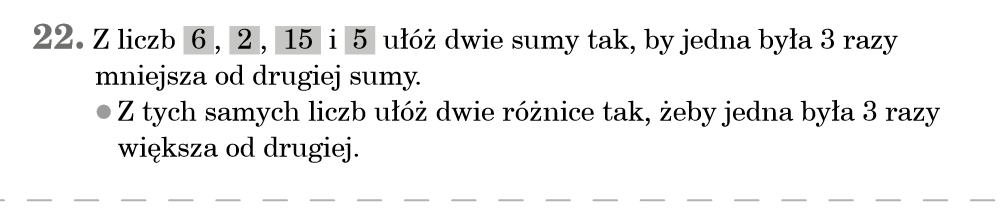 22. Z liczb 6, 2, 15 i 5 ułóż dwie sumy tak, by jedna była 3 razy
mniejsza od drugiej sumy.
● Z tych samych liczb ułóż dwie różnice tak, żeby jedna była 3 razy
większa od drugiej.